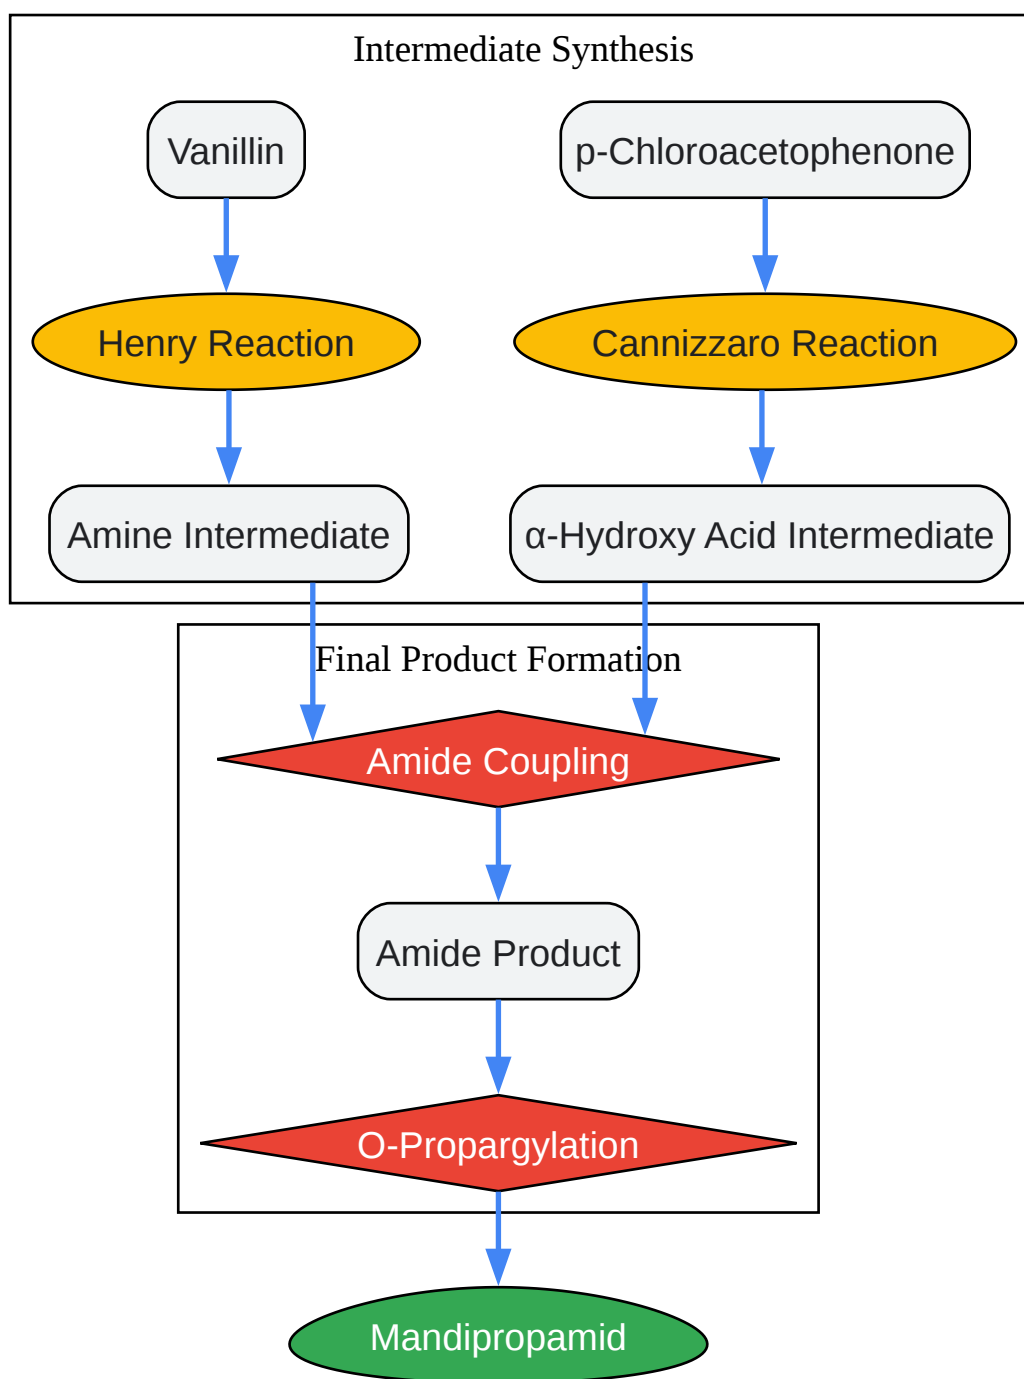 Intermediate Synthesis
Vanillin
p-Chloroacetophenone
Henry Reaction
Cannizzaro Reaction
Amine Intermediate
α-Hydroxy Acid Intermediate
Final Product Formation
Amide Coupling
Amide Product
O-Propargylation
Mandipropamid